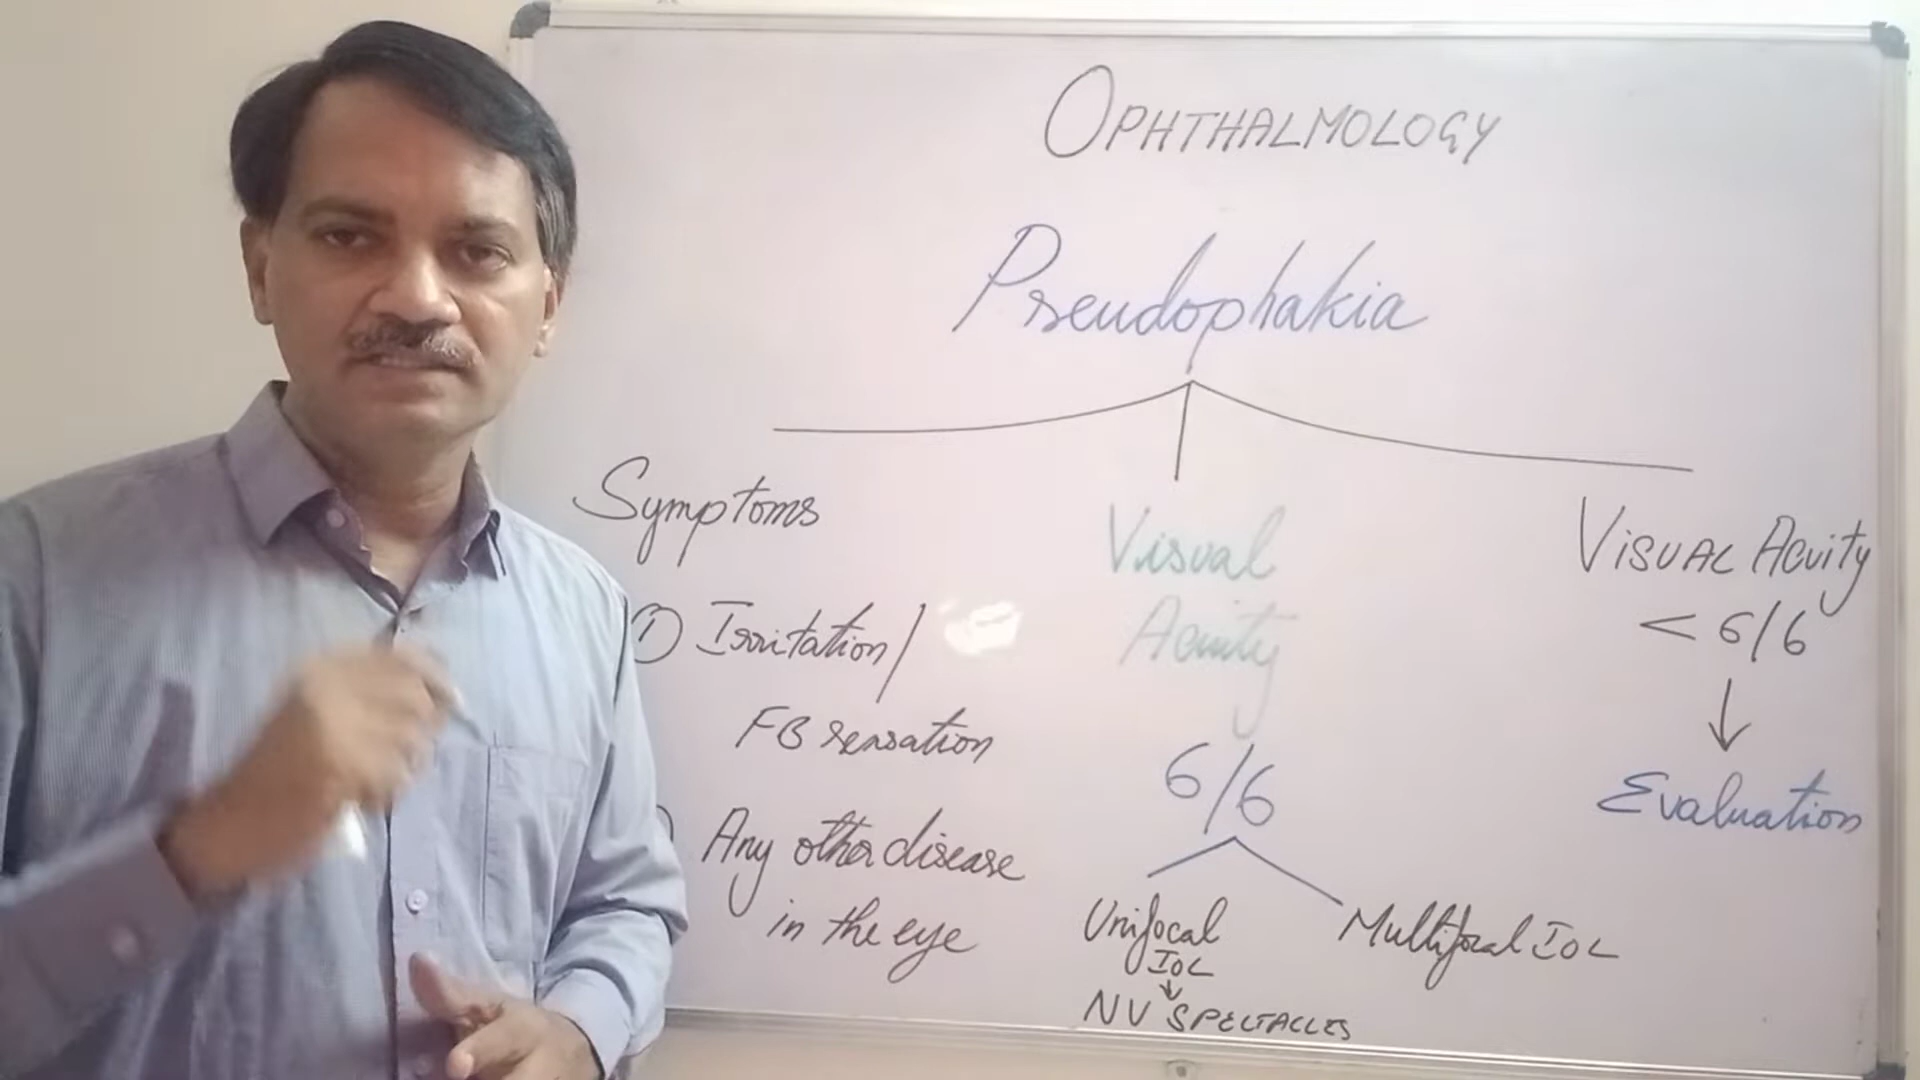 OPHTHALMOLOGY
Pseudophakia
Symptoms
① Irritation/
FB sensation
Any other disease
in the eye
Visual
Acuity
6/6
Unifocal
IOL
↓
NV SPECTACLES
Multifocal IOL
VISUAL Acuity
< 6/6
↓
Evaluation